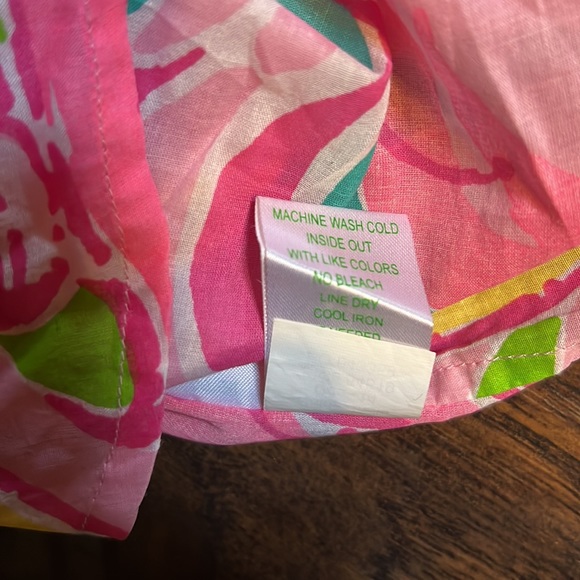 MACHINE WASH COLD
INSIDE OUT
WITH LIKE COLORS
NO BLEACH
LINE DRY
COOL IRON